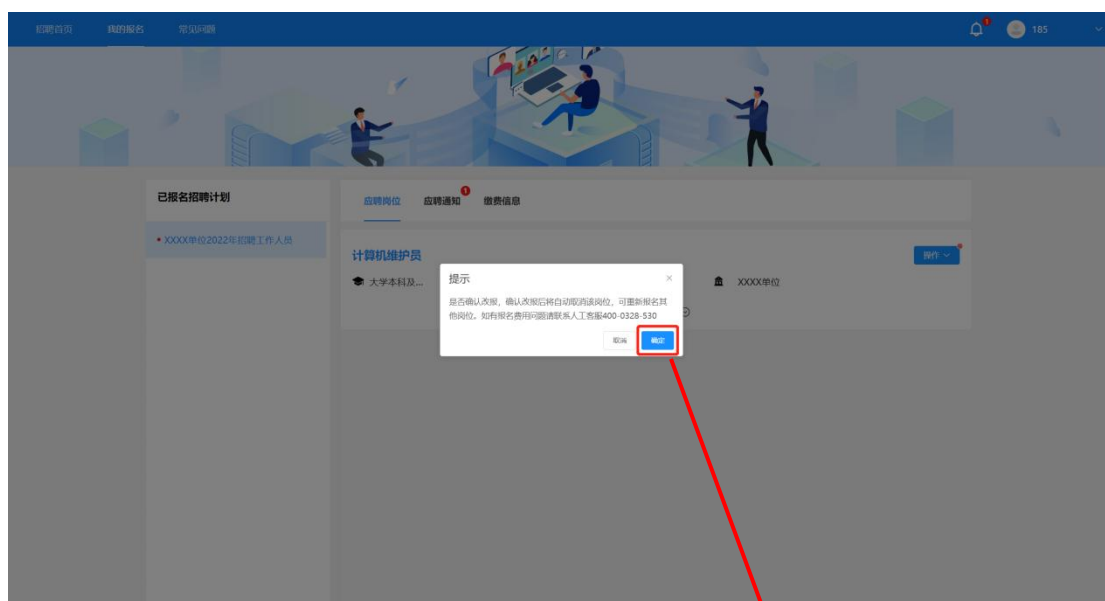 招聘首页 我的报名 常见问题 1 185
已报名招聘计划
应聘岗位 应聘通知 1 缴费信息
XXXX单位2022年招聘工作人员
计算机维护员
操作
大学本科及...
XXXX单位
提示
是否确认改报，确认改报后将自动取消该岗位，可重新报名其
他岗位。如有报名费用问题请联系人工客服400-0328-530
取消 确定